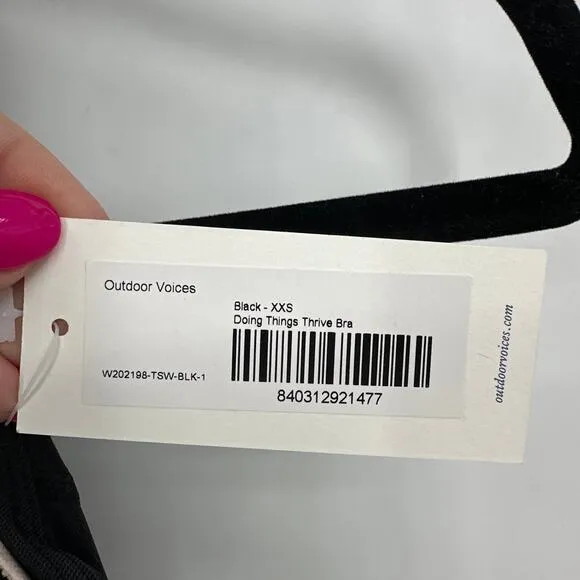 Outdoor Voices
Black - XXS
Doing Things Thrive Bra
W202198-TSW-BLK-1
840312921477
outdoorvoices.com